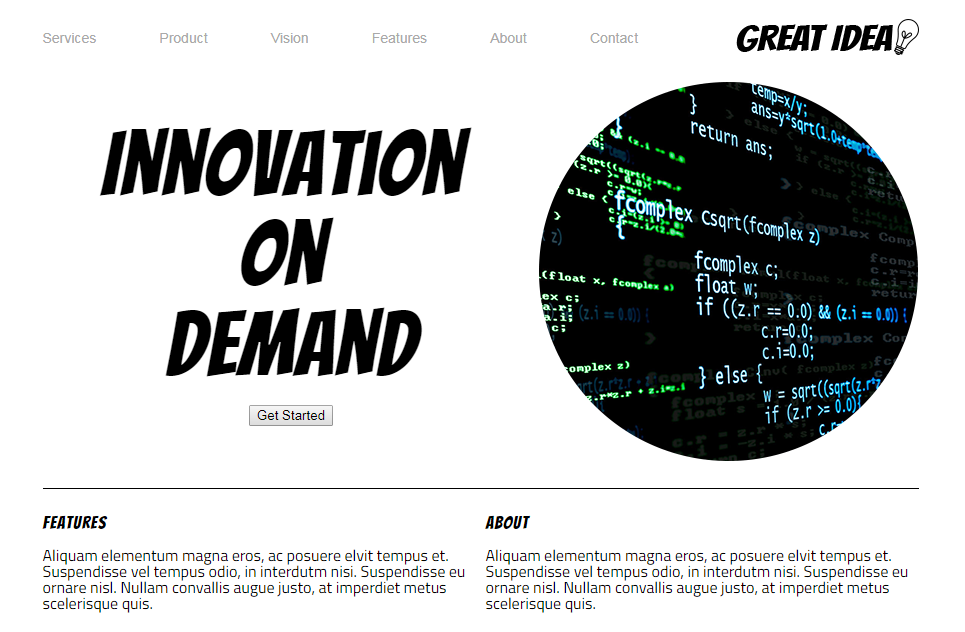 Services Product Vision Features About Contact GREAT IDEA
INNOVATION
ON
DEMAND
Get Started
temp=x/y;
}
ans=y*sqrt(1.0+temp*te
return ans;
fcomplex Csqrt(fcomplex z)
{
fcomplex c;
float w;
if ((z.r == 0.0) && (z.i == 0.0)) {
c.r=0.0;
c.i=0.0;
} else {
w = sqrt((sqrt(z.r*z
if (z.r >= 0.0){
FEATURES
Aliquam elementum magna eros, ac posuere elvit tempus et.
Suspendisse vel tempus odio, in interdutm nisi. Suspendisse eu
ornare nisl. Nullam convallis augue justo, at imperdiet metus
scelerisque quis.
ABOUT
Aliquam elementum magna eros, ac posuere elvit tempus et.
Suspendisse vel tempus odio, in interdutm nisi. Suspendisse eu
ornare nisl. Nullam convallis augue justo, at imperdiet metus
scelerisque quis.